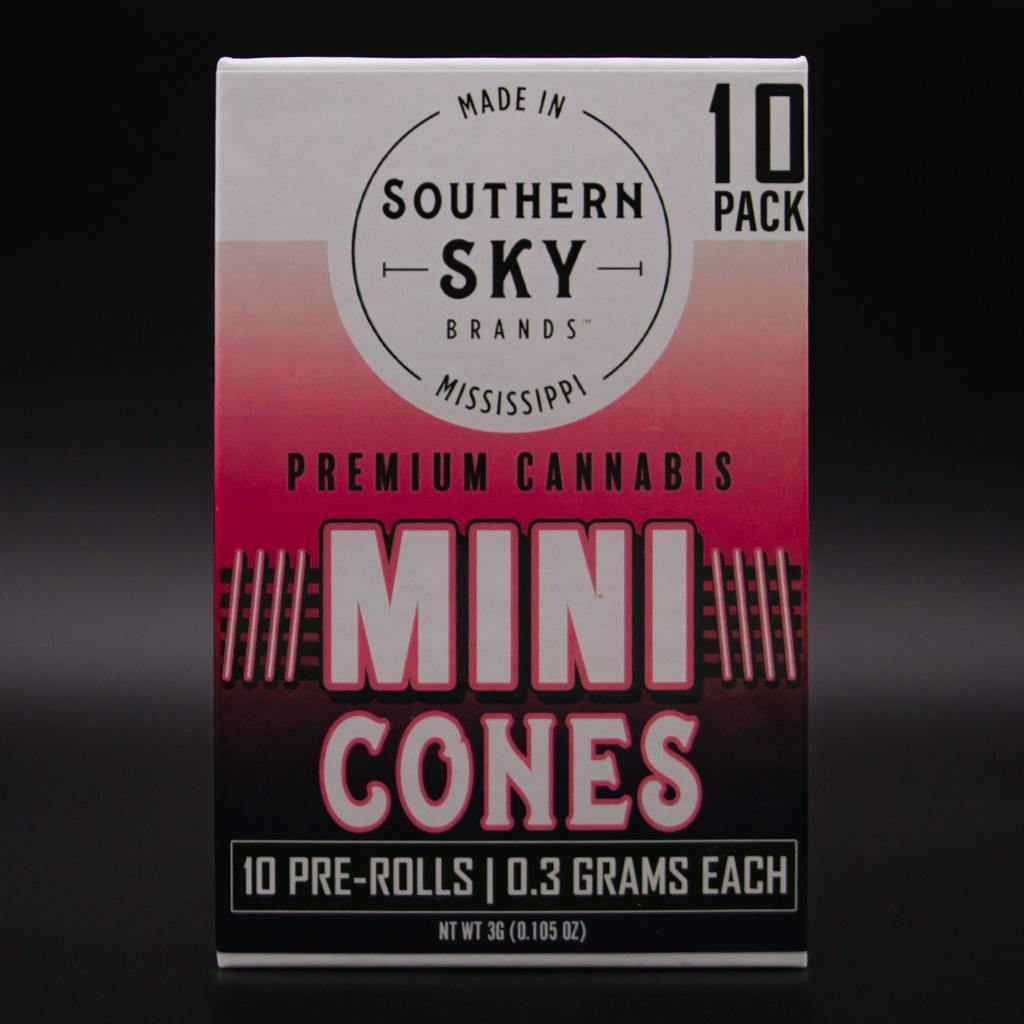 MADE IN
10
PACK
SOUTHERN
SKY
BRANDS™
MISSISSIPPI
PREMIUM CANNABIS
MINI
CONES
10 PRE-ROLLS | 0.3 GRAMS EACH
NT WT 3G (0.105 OZ)